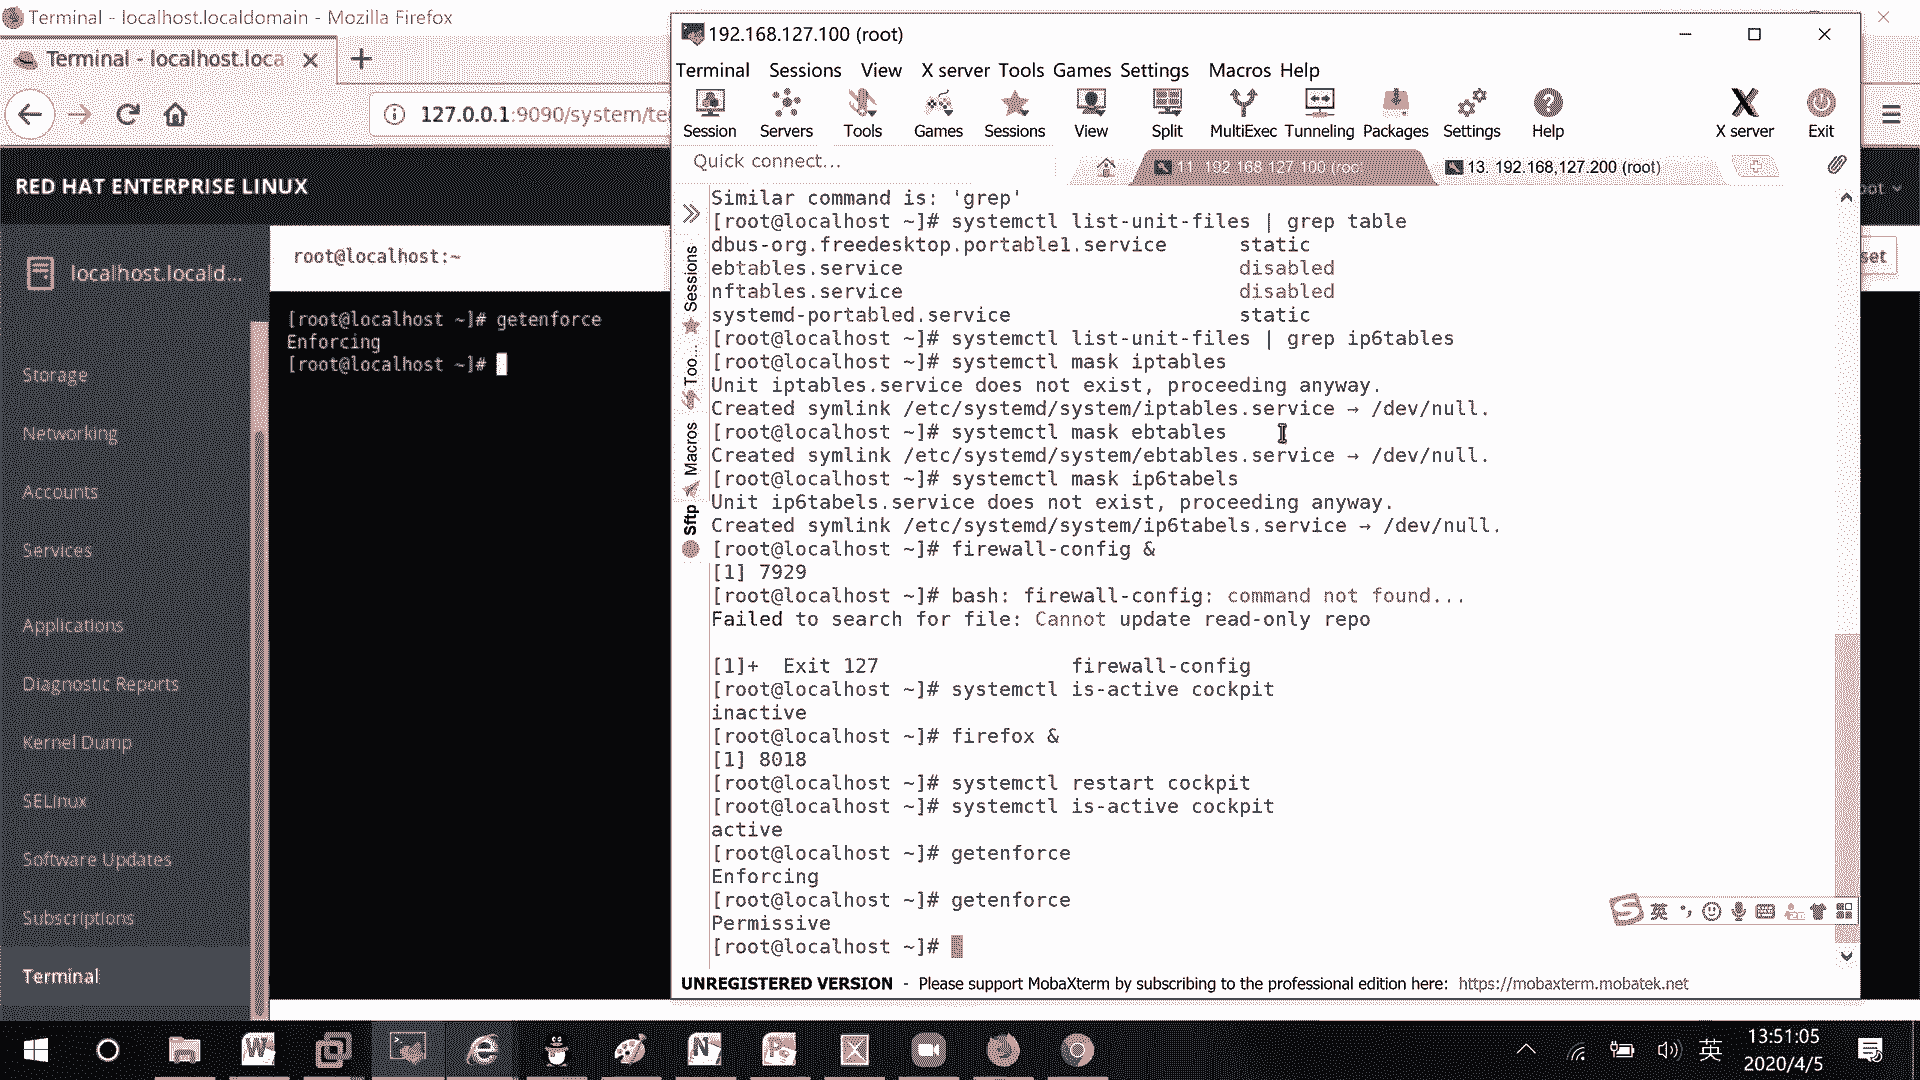 Terminal - localhost.localdomain - Mozilla Firefox
Terminal - localhost.loca
127.0.0.1:9090/system/te
RED HAT ENTERPRISE LINUX
localhost.locald...
Storage
Networking
Accounts
Services
Applications
Diagnostic Reports
Kernel Dump
SELinux
Software Updates
Subscriptions
Terminal
root@localhost:~
[root@localhost ~]# getenforce
Enforcing
[root@localhost ~]#
192.168.127.100 (root)
Terminal Sessions View X server Tools Games Settings Macros Help
Session Servers Tools Games Sessions View Split MultiExec Tunneling Packages Settings Help X server Exit
Quick connect...
11. 192.168.127.100 (root
13. 192.168,127.200 (root)
Sessions
Too...
Macros
Sftp
Similar command is: 'grep'
[root@localhost ~]# systemctl list-unit-files | grep table
dbus-org.freedesktop.portable1.service static
ebtables.service disabled
nftables.service disabled
systemd-portabled.service static
[root@localhost ~]# systemctl list-unit-files | grep ip6tables
[root@localhost ~]# systemctl mask iptables
Unit iptables.service does not exist, proceeding anyway.
Created symlink /etc/systemd/system/iptables.service → /dev/null.
[root@localhost ~]# systemctl mask ebtables
Created symlink /etc/systemd/system/ebtables.service → /dev/null.
[root@localhost ~]# systemctl mask ip6tabels
Unit ip6tabels.service does not exist, proceeding anyway.
Created symlink /etc/systemd/system/ip6tabels.service → /dev/null.
[root@localhost ~]# firewall-config &
[1] 7929
[root@localhost ~]# bash: firewall-config: command not found...
Failed to search for file: Cannot update read-only repo
[1]+ Exit 127 firewall-config
[root@localhost ~]# systemctl is-active cockpit
inactive
[root@localhost ~]# firefox &
[1] 8018
[root@localhost ~]# systemctl restart cockpit
[root@localhost ~]# systemctl is-active cockpit
active
[root@localhost ~]# getenforce
Enforcing
[root@localhost ~]# getenforce
Permissive
[root@localhost ~]#
UNREGISTERED VERSION - Please support MobaXterm by subscribing to the professional edition here: https://mobaxterm.mobatek.net
oot
set
英
英
13:51:05
2020/4/5